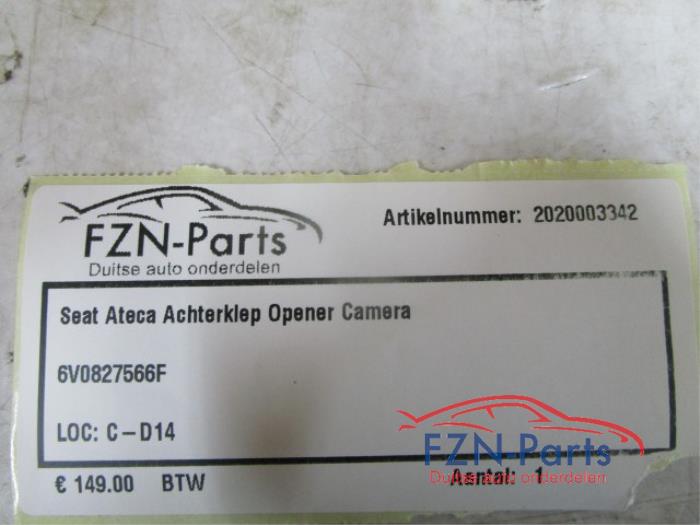 FZN-Parts
Duitse auto onderdelen
Artikelnummer: 2020003342
Seat Ateca Achterklep Opener Camera
6V0827566F
LOC: C-D14
€ 149.00 BTW
Aantal: 1
FZN-Parts
Duitse auto onderdelen